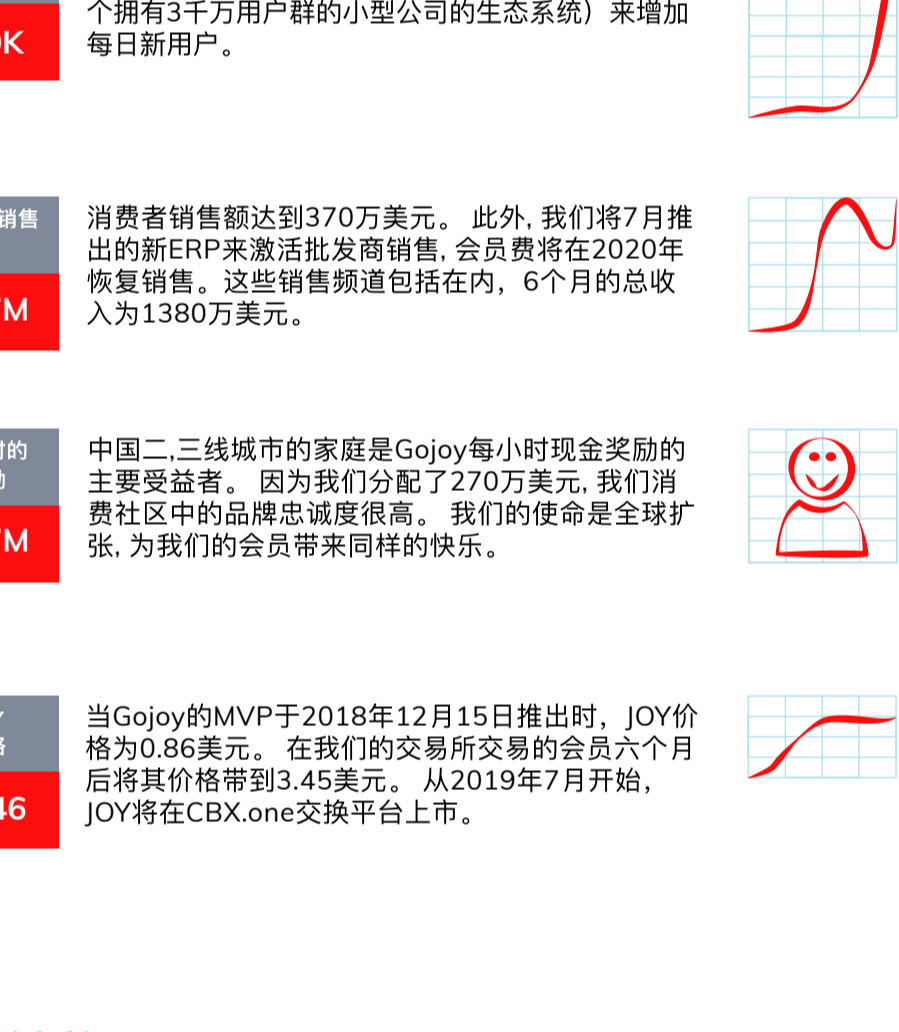 个拥有3千万用户群的小型公司的生态系统）来增加
K
每日新用户。
销售
消费者销售额达到370万美元。 此外, 我们将7月推
出的新ERP来激活批发商销售, 会员费将在2020年
恢复销售。这些销售频道包括在内，6个月的总收
M
入为1380万美元。
的
中国二,三线城市的家庭是Gojoy每小时现金奖励的
主要受益者。 因为我们分配了270万美元, 我们消
费社区中的品牌忠诚度很高。 我们的使命是全球扩
M
张, 为我们的会员带来同样的快乐。
当Gojoy的MVP于2018年12月15日推出时，JOY价
格为0.86美元。 在我们的交易所交易的会员六个月
后将其价格带到3.45美元。 从2019年7月开始，
46
JOY将在CBX.one交换平台上市。